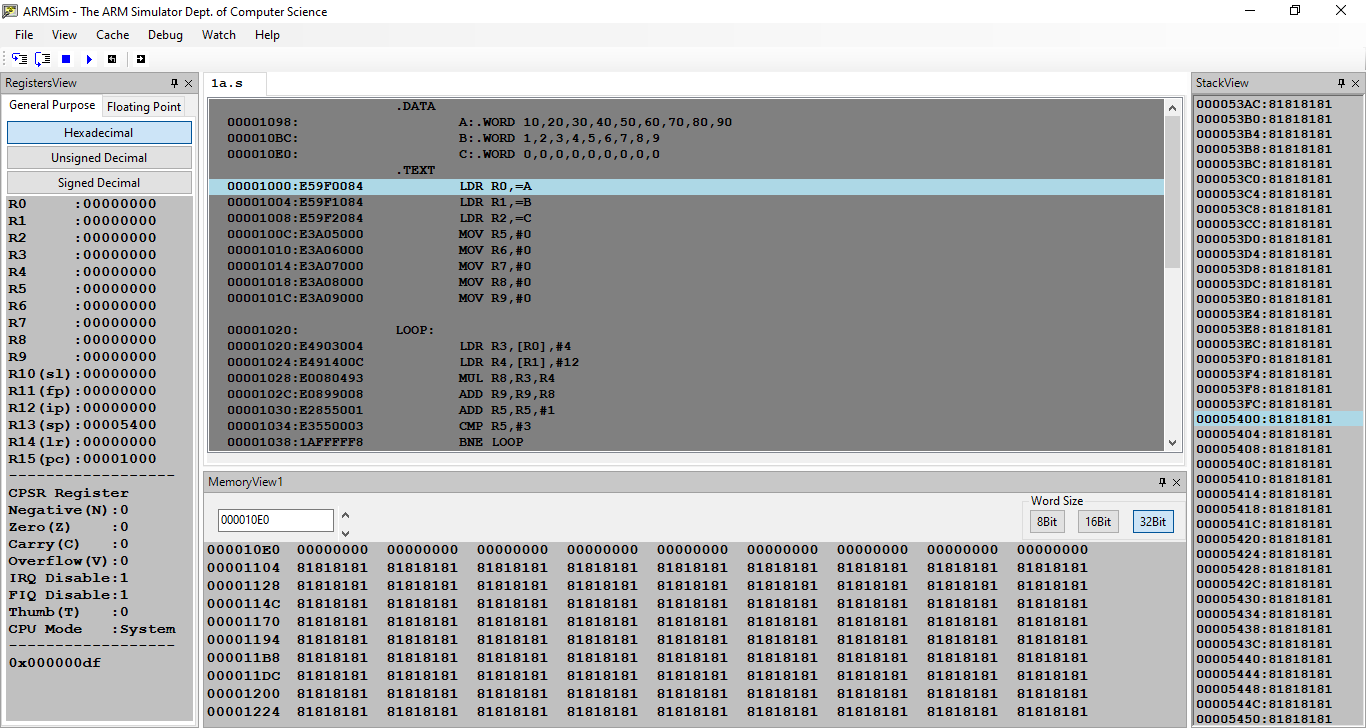 ARMSim - The ARM Simulator Dept. of Computer Science
File View Cache Debug Watch Help
RegistersView
General Purpose Floating Point
Hexadecimal
Unsigned Decimal
Signed Decimal
R0 :00000000
R1 :00000000
R2 :00000000
R3 :00000000
R4 :00000000
R5 :00000000
R6 :00000000
R7 :00000000
R8 :00000000
R9 :00000000
R10(sl):00000000
R11(fp):00000000
R12(ip):00000000
R13(sp):00005400
R14(lr):00000000
R15(pc):00001000
CPSR Register
Negative(N):0
Zero(Z) :0
Carry(C) :0
Overflow(V):0
IRQ Disable:1
FIQ Disable:1
Thumb(T) :0
CPU Mode :System
0x000000df
1a.s
.DATA
00001098: A:.WORD 10,20,30,40,50,60,70,80,90
000010BC: B:.WORD 1,2,3,4,5,6,7,8,9
000010E0: C:.WORD 0,0,0,0,0,0,0,0,0
.TEXT
00001000:E59F0084 LDR R0,=A
00001004:E59F1084 LDR R1,=B
00001008:E59F2084 LDR R2,=C
0000100C:E3A05000 MOV R5,#0
00001010:E3A06000 MOV R6,#0
00001014:E3A07000 MOV R7,#0
00001018:E3A08000 MOV R8,#0
0000101C:E3A09000 MOV R9,#0
00001020: LOOP:
00001020:E4903004 LDR R3,[R0],#4
00001024:E491400C LDR R4,[R1],#12
00001028:E0080493 MUL R8,R3,R4
0000102C:E0899008 ADD R9,R9,R8
00001030:E2855001 ADD R5,R5,#1
00001034:E3550003 CMP R5,#3
00001038:1AFFFFF8 BNE LOOP
MemoryView1
000010E0
Word Size
8Bit 16Bit 32Bit
000010E0 00000000 00000000 00000000 00000000 00000000 00000000 00000000 00000000 00000000
00001104 81818181 81818181 81818181 81818181 81818181 81818181 81818181 81818181 81818181
00001128 81818181 81818181 81818181 81818181 81818181 81818181 81818181 81818181 81818181
0000114C 81818181 81818181 81818181 81818181 81818181 81818181 81818181 81818181 81818181
00001170 81818181 81818181 81818181 81818181 81818181 81818181 81818181 81818181 81818181
00001194 81818181 81818181 81818181 81818181 81818181 81818181 81818181 81818181 81818181
000011B8 81818181 81818181 81818181 81818181 81818181 81818181 81818181 81818181 81818181
000011DC 81818181 81818181 81818181 81818181 81818181 81818181 81818181 81818181 81818181
00001200 81818181 81818181 81818181 81818181 81818181 81818181 81818181 81818181 81818181
00001224 81818181 81818181 81818181 81818181 81818181 81818181 81818181 81818181 81818181
StackView
000053AC:81818181
000053B0:81818181
000053B4:81818181
000053B8:81818181
000053BC:81818181
000053C0:81818181
000053C4:81818181
000053C8:81818181
000053CC:81818181
000053D0:81818181
000053D4:81818181
000053D8:81818181
000053DC:81818181
000053E0:81818181
000053E4:81818181
000053E8:81818181
000053EC:81818181
000053F0:81818181
000053F4:81818181
000053F8:81818181
000053FC:81818181
00005400:81818181
00005404:81818181
00005408:81818181
0000540C:81818181
00005410:81818181
00005414:81818181
00005418:81818181
0000541C:81818181
00005420:81818181
00005424:81818181
00005428:81818181
0000542C:81818181
00005430:81818181
00005434:81818181
00005438:81818181
0000543C:81818181
00005440:81818181
00005444:81818181
00005448:81818181
0000544C:81818181
00005450:81818181